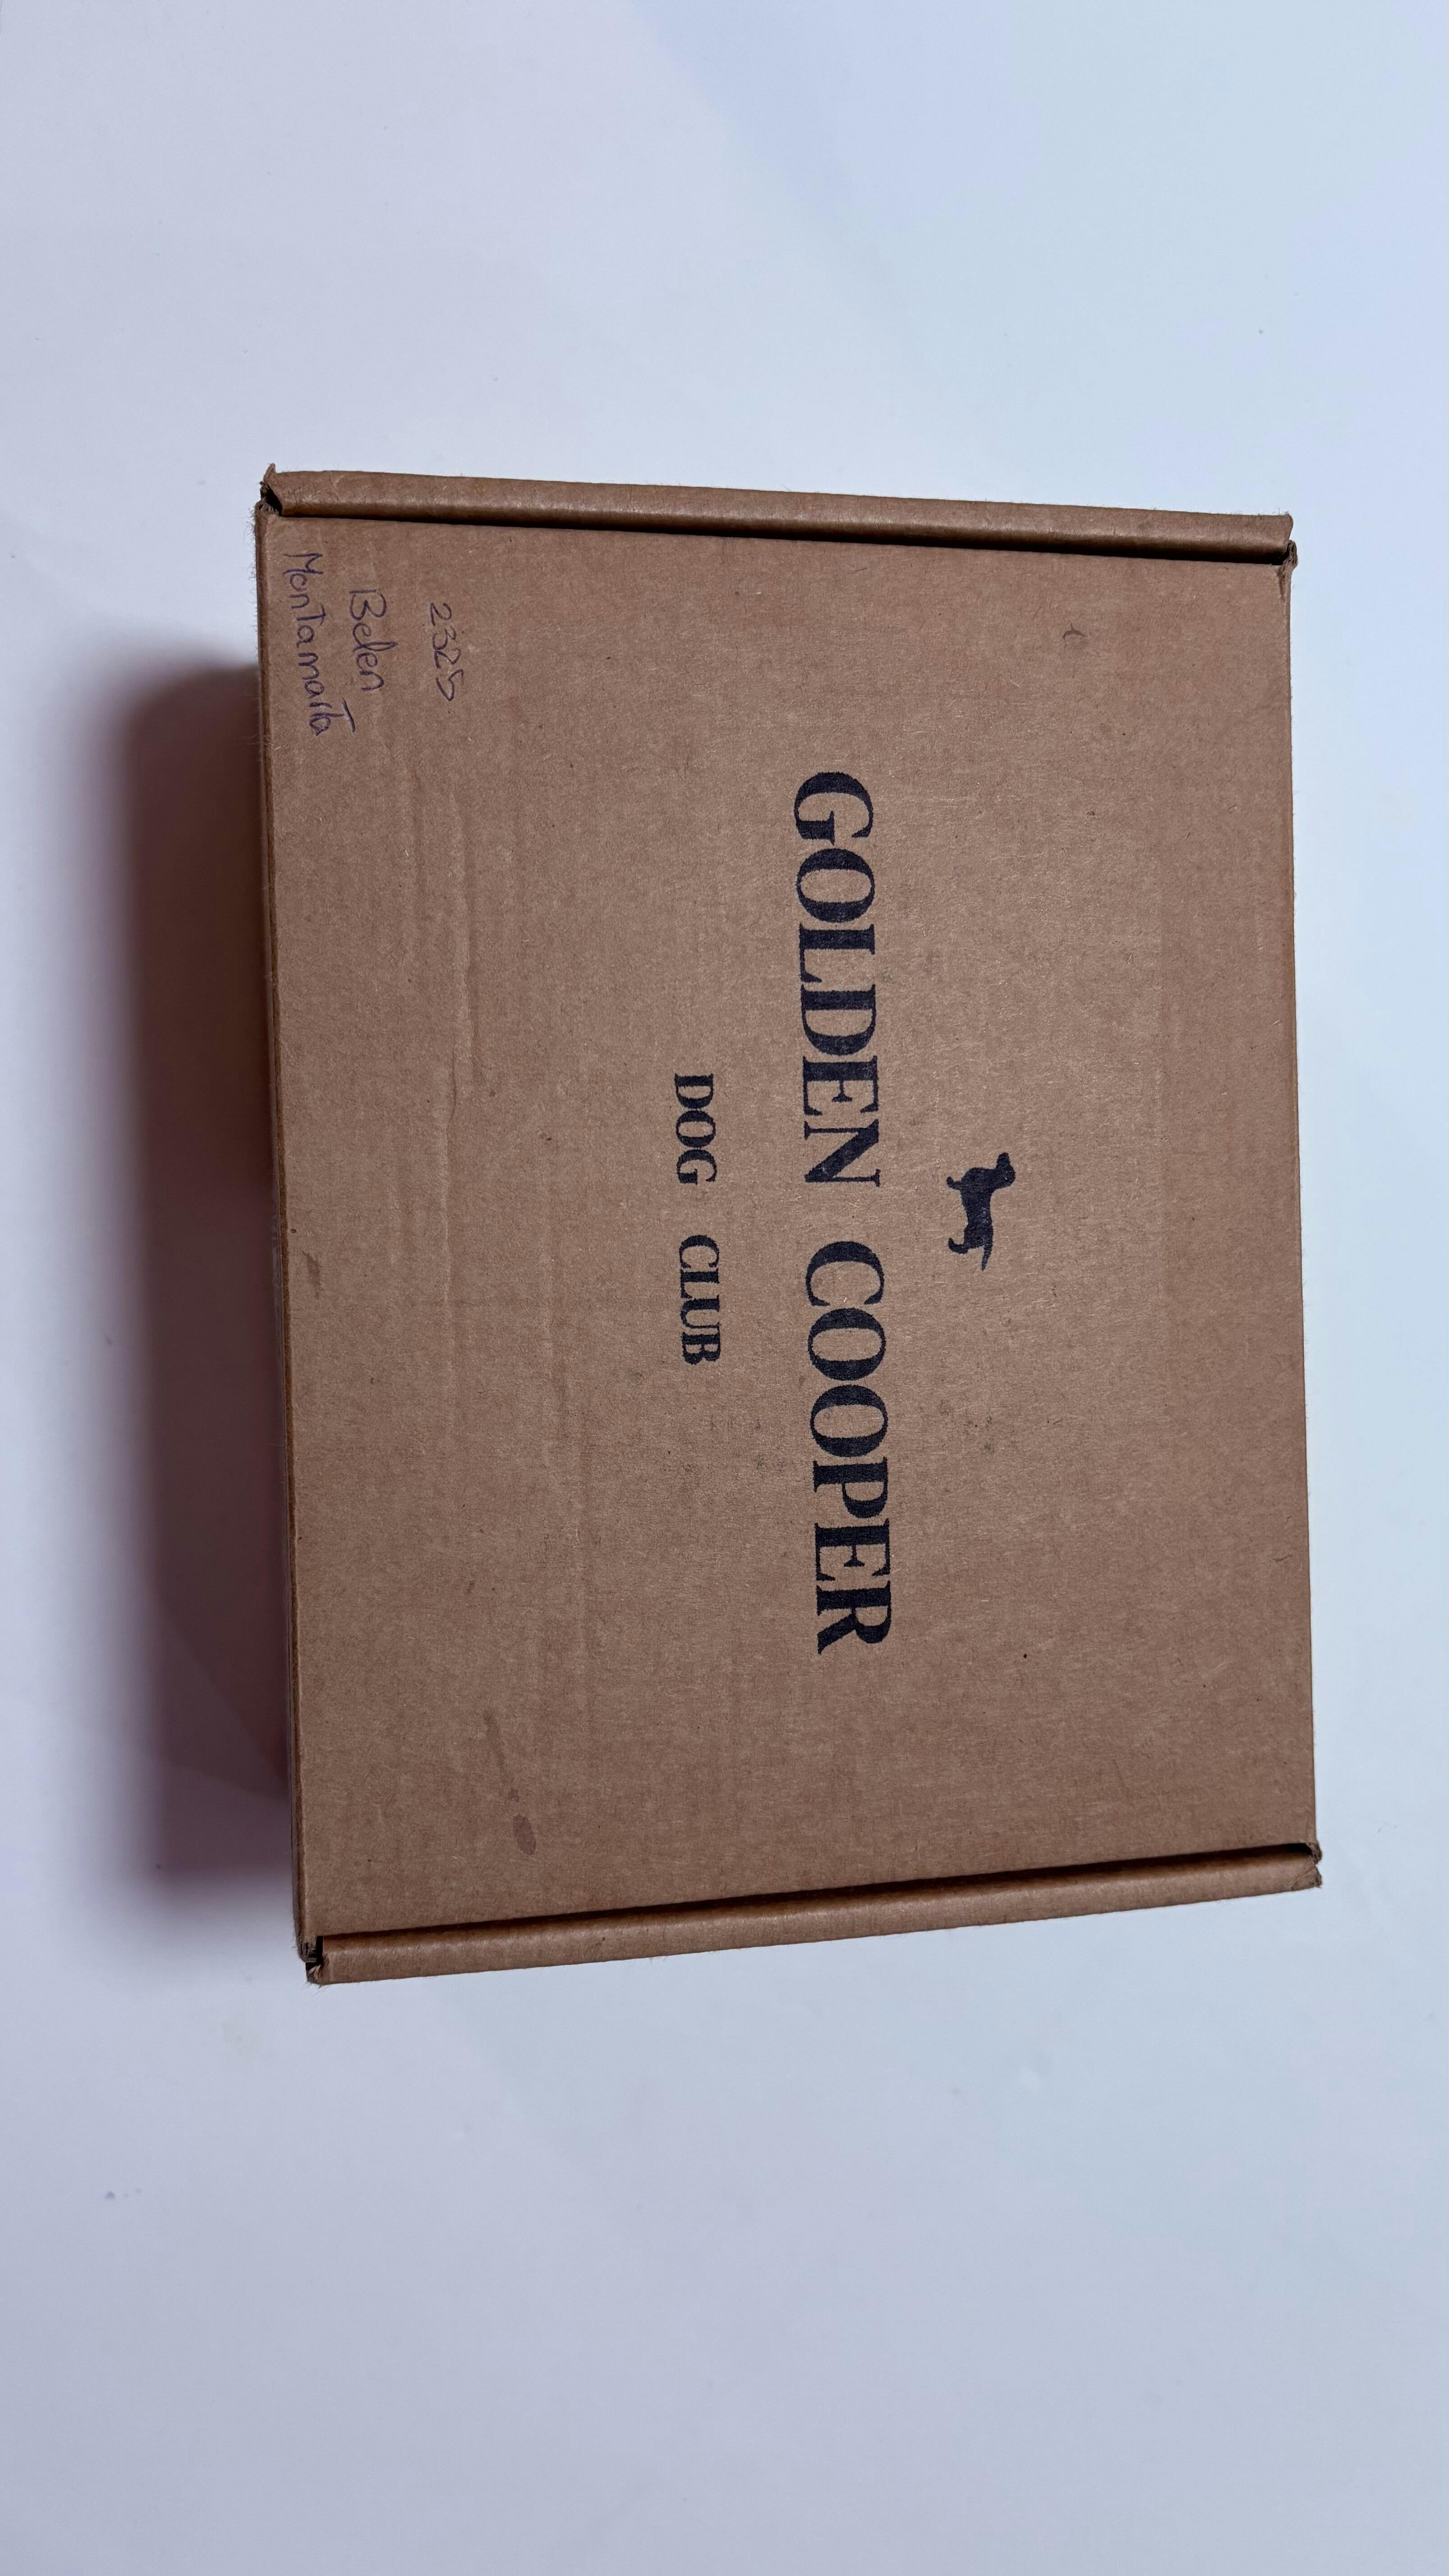 GOLDEN COOPER
DOG CLUB
2325
Belen
Montamarta